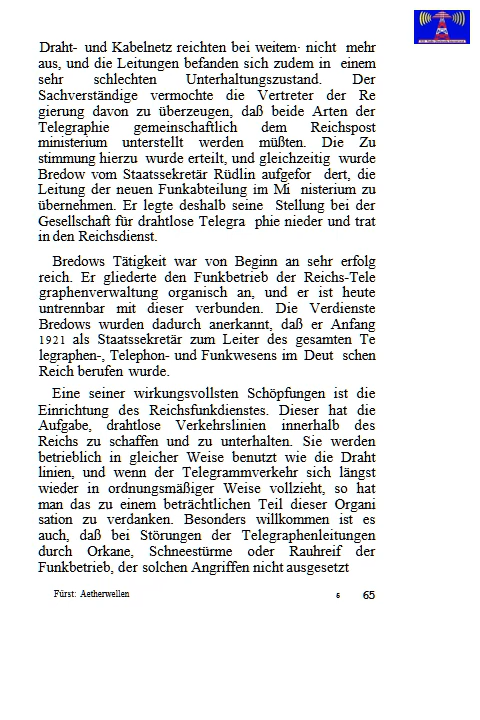 Draht- und Kabelnetz reichten bei weitem· nicht mehr
aus, und die Leitungen befanden sich zudem in einem
sehr schlechten Unterhaltungszustand. Der
Sachverständige vermochte die Vertreter der Re
gierung davon zu überzeugen, daß beide Arten der
Telegraphie gemeinschaftlich dem Reichspost
ministerium unterstellt werden müßten. Die Zu
stimmung hierzu wurde erteilt, und gleichzeitig wurde
Bredow vom Staatssekretär Rüdlin aufgefor dert, die
Leitung der neuen Funkabteilung im Mi nisterium zu
übernehmen. Er legte deshalb seine Stellung bei der
Gesellschaft für drahtlose Telegra phie nieder und trat
in den Reichsdienst.
Bredows Tätigkeit war von Beginn an sehr erfolg
reich. Er gliederte den Funkbetrieb der Reichs-Tele
graphenverwaltung organisch an, und er ist heute
untrennbar mit dieser verbunden. Die Verdienste
Bredows wurden dadurch anerkannt, daß er Anfang
1921 als Staatssekretär zum Leiter des gesamten Te
legraphen-, Telephon- und Funkwesens im Deut schen
Reich berufen wurde.
Eine seiner wirkungsvollsten Schöpfungen ist die
Einrichtung des Reichsfunkdienstes. Dieser hat die
Aufgabe, drahtlose Verkehrslinien innerhalb des
Reichs zu schaffen und zu unterhalten. Sie werden
betrieblich in gleicher Weise benutzt wie die Draht
linien, und wenn der Telegrammverkehr sich längst
wieder in ordnungsmäßiger Weise vollzieht, so hat
man das zu einem beträchtlichen Teil dieser Organi
sation zu verdanken. Besonders willkommen ist es
auch, daß bei Störungen der Telegraphenleitungen
durch Orkane, Schneestürme oder Rauhreif der
Funkbetrieb, der solchen Angriffen nicht ausgesetzt
Fürst: Aetherwellen 6 65